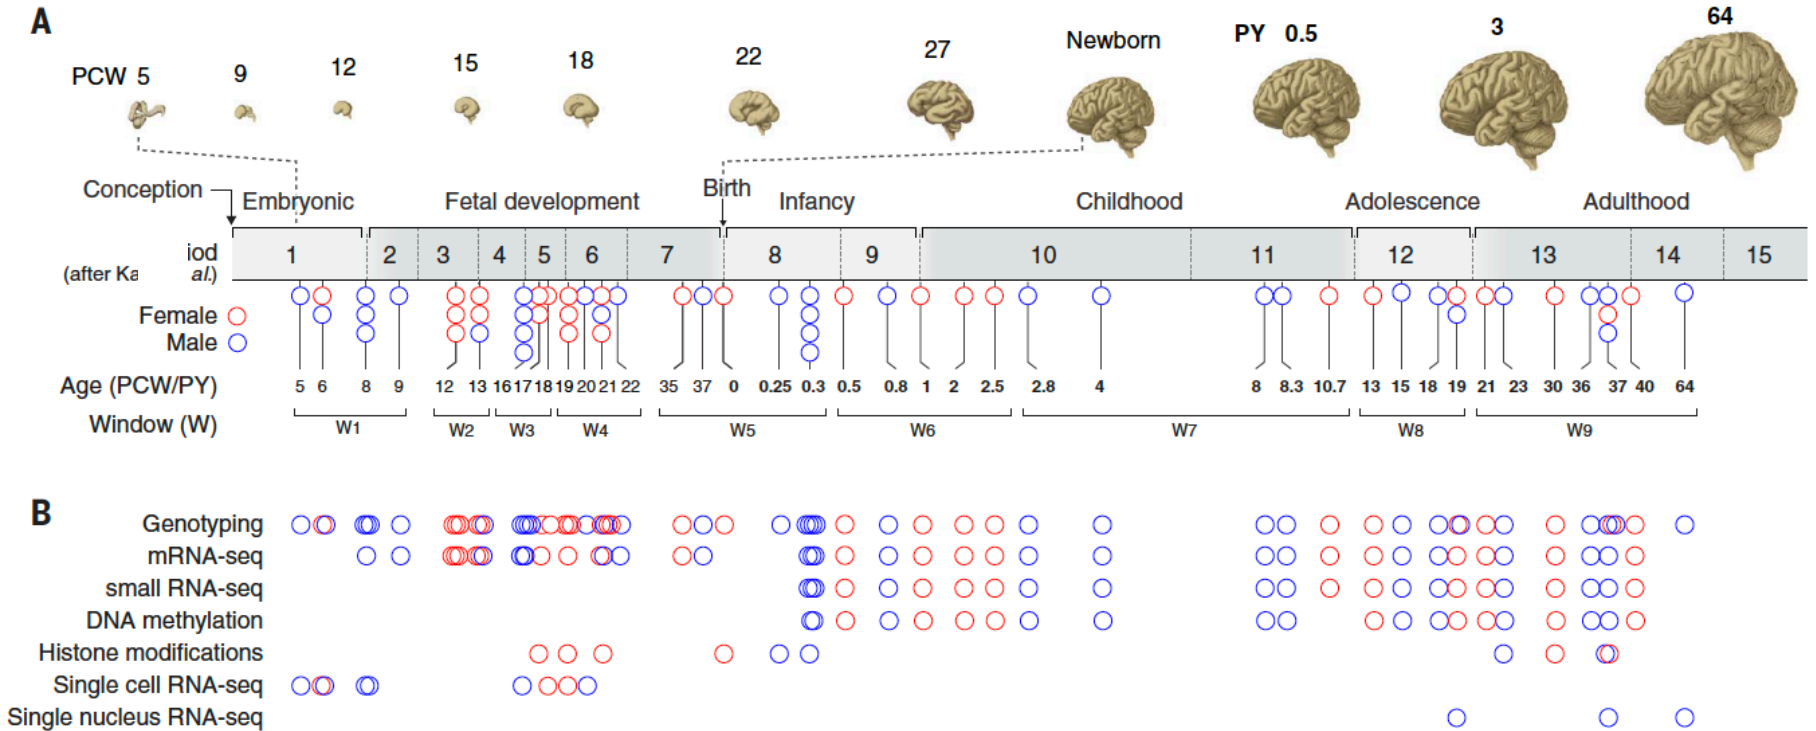 A
PCW 5 9 12 15 18 22 27 Newborn PY 0.5 3 64
Conception
Birth
Embryonic Fetal development Infancy Childhood Adolescence Adulthood
iod 1 2 3 4 5 6 7 8 9 10 11 12 13 14 15
(after Ka al.)
Female
Male
Age (PCW/PY) 5 6 8 9 12 13 16 17 18 19 20 21 22 35 37 0 0.25 0.3 0.5 0.8 1 2 2.5 2.8 4 8 8.3 10.7 13 15 18 19 21 23 30 36 37 40 64
Window (W) W1 W2 W3 W4 W5 W6 W7 W8 W9
B
Genotyping
mRNA-seq
small RNA-seq
DNA methylation
Histone modifications
Single cell RNA-seq
Single nucleus RNA-seq